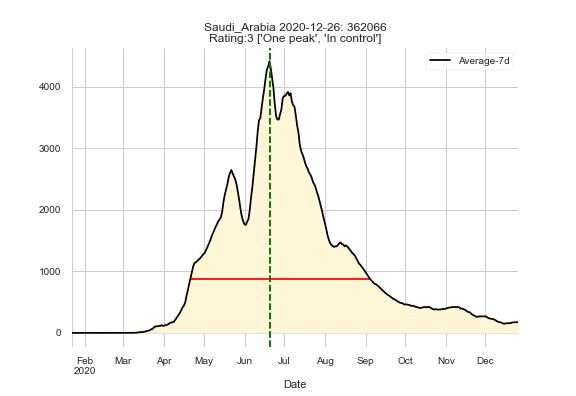 Saudi_Arabia 2020-12-26: 362066
Rating:3 ['One peak', 'In control']
Average-7d
4000
3000
2000
1000
0
Feb Mar Apr May Jun Jul Aug Sep Oct Nov Dec
2020
Date